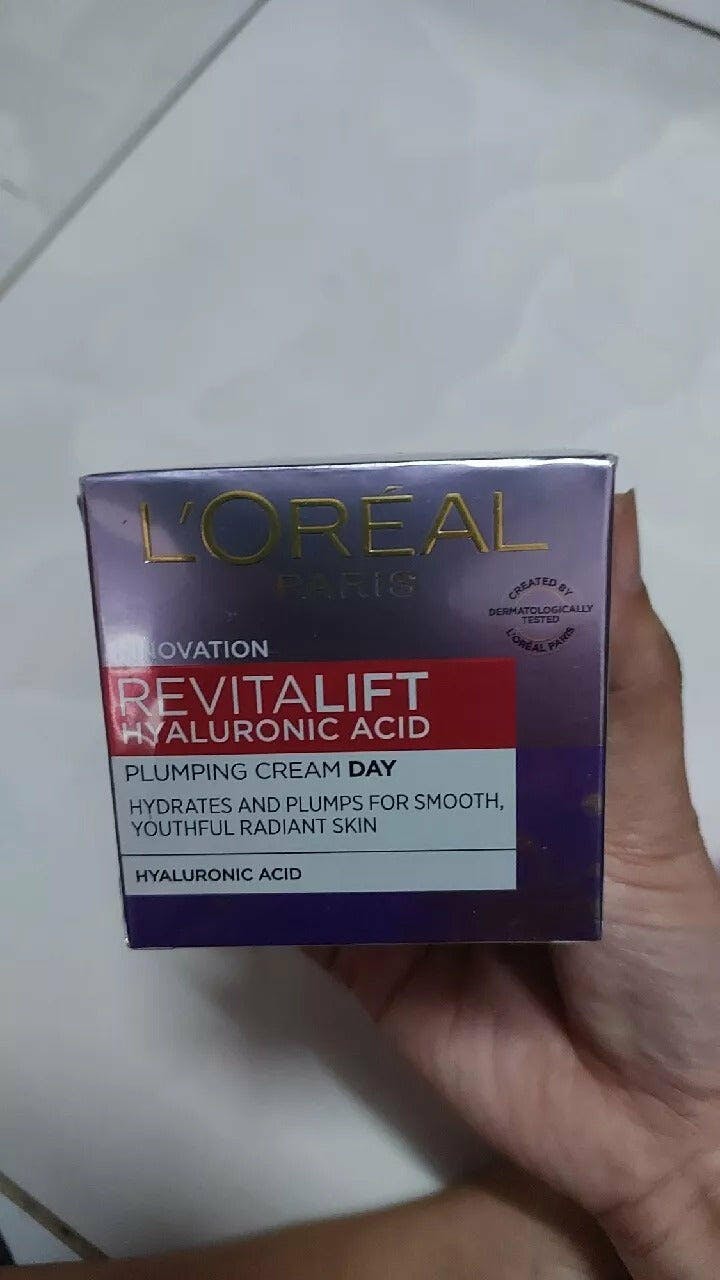 L'ORÉAL
PARIS
CREATED BY
DERMATOLOGICALLY
TESTED
L'ORÉAL PARIS
INNOVATION
REVITALIFT
HYALURONIC ACID
PLUMPING CREAM DAY
HYDRATES AND PLUMPS FOR SMOOTH,
YOUTHFUL RADIANT SKIN
HYALURONIC ACID